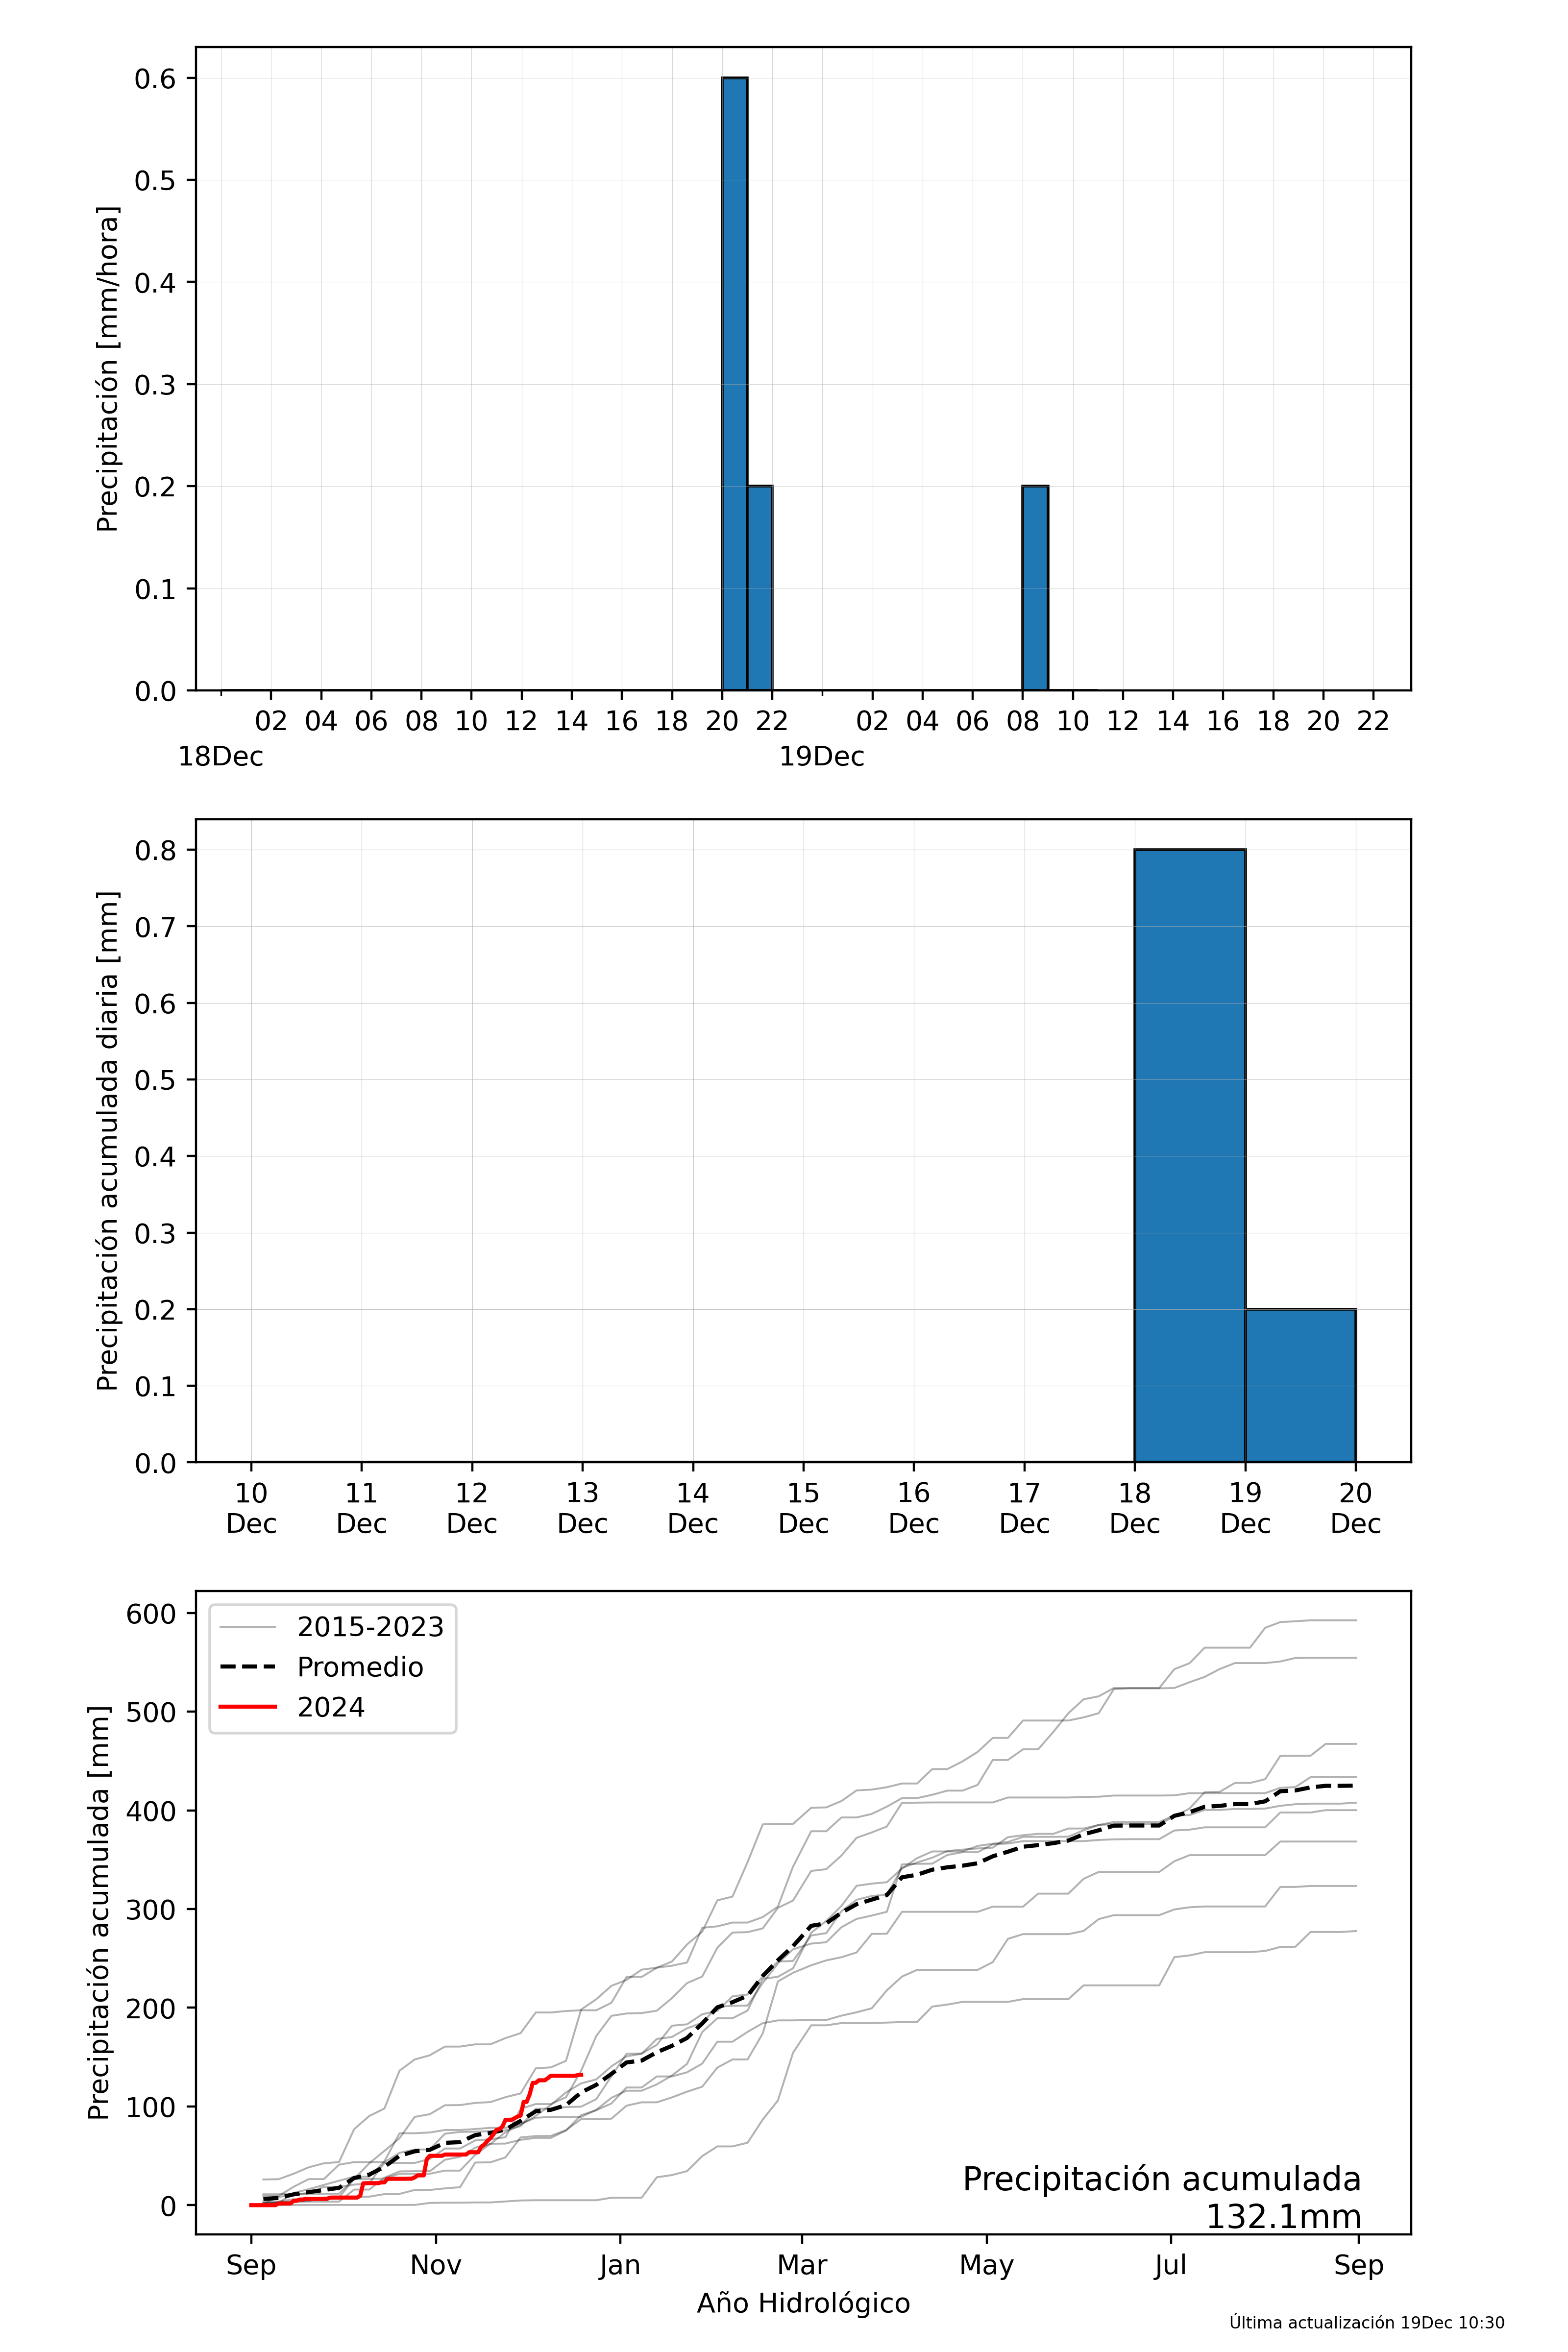 Precipitación [mm/hora]
0.6
0.5
0.4
0.3
0.2
0.1
0.0
02 04 06 08 10 12 14 16 18 20 22 02 04 06 08 10 12 14 16 18 20 22
18Dec 19Dec
Precipitación acumulada diaria [mm]
0.8
0.7
0.6
0.5
0.4
0.3
0.2
0.1
0.0
10 11 12 13 14 15 16 17 18 19 20
Dec Dec Dec Dec Dec Dec Dec Dec Dec Dec Dec
Precipitación acumulada [mm]
600
500
400
300
200
100
0
2015-2023
Promedio
2024
Precipitación acumulada
132.1mm
Sep Nov Jan Mar May Jul Sep
Año Hidrológico
Última actualización 19Dec 10:30